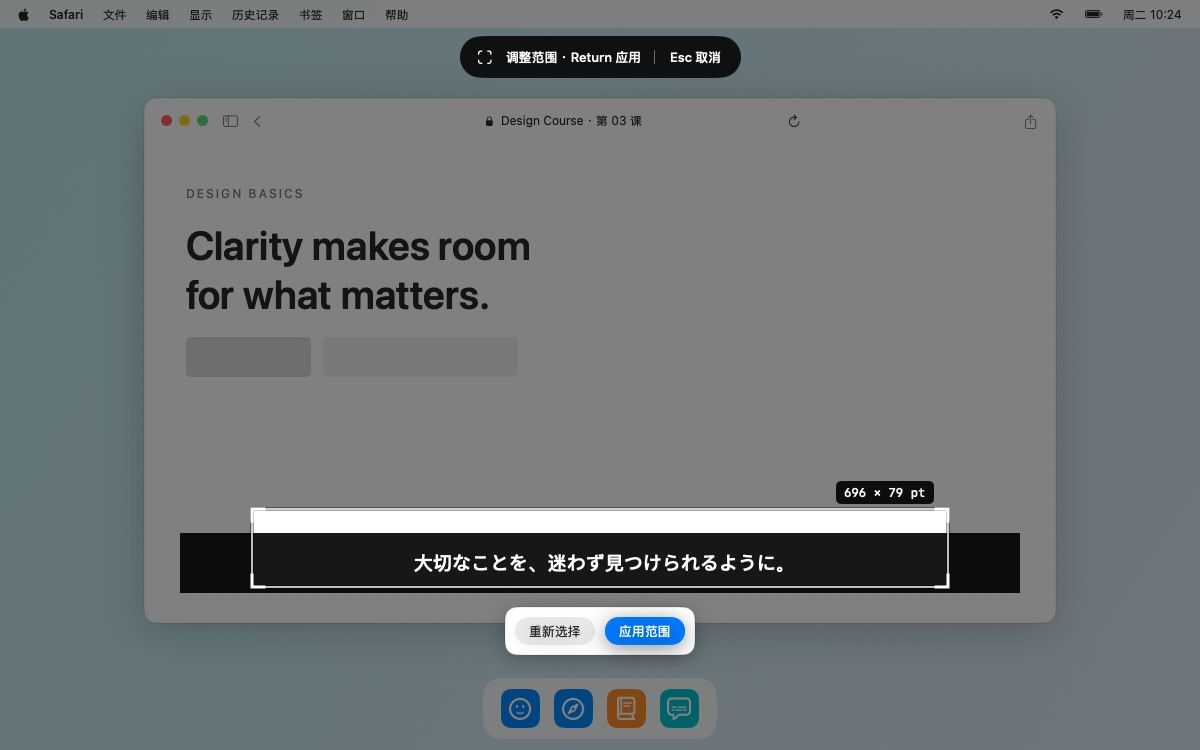 Safari 文件 编辑 显示 历史记录 书签 窗口 帮助 周二 10:24
调整范围 · Return 应用 Esc 取消
Design Course · 第 03 课
DESIGN BASICS
Clarity makes room
for what matters.
696 × 79 pt
大切なことを、迷わず見つけられるように。
重新选择 应用范围